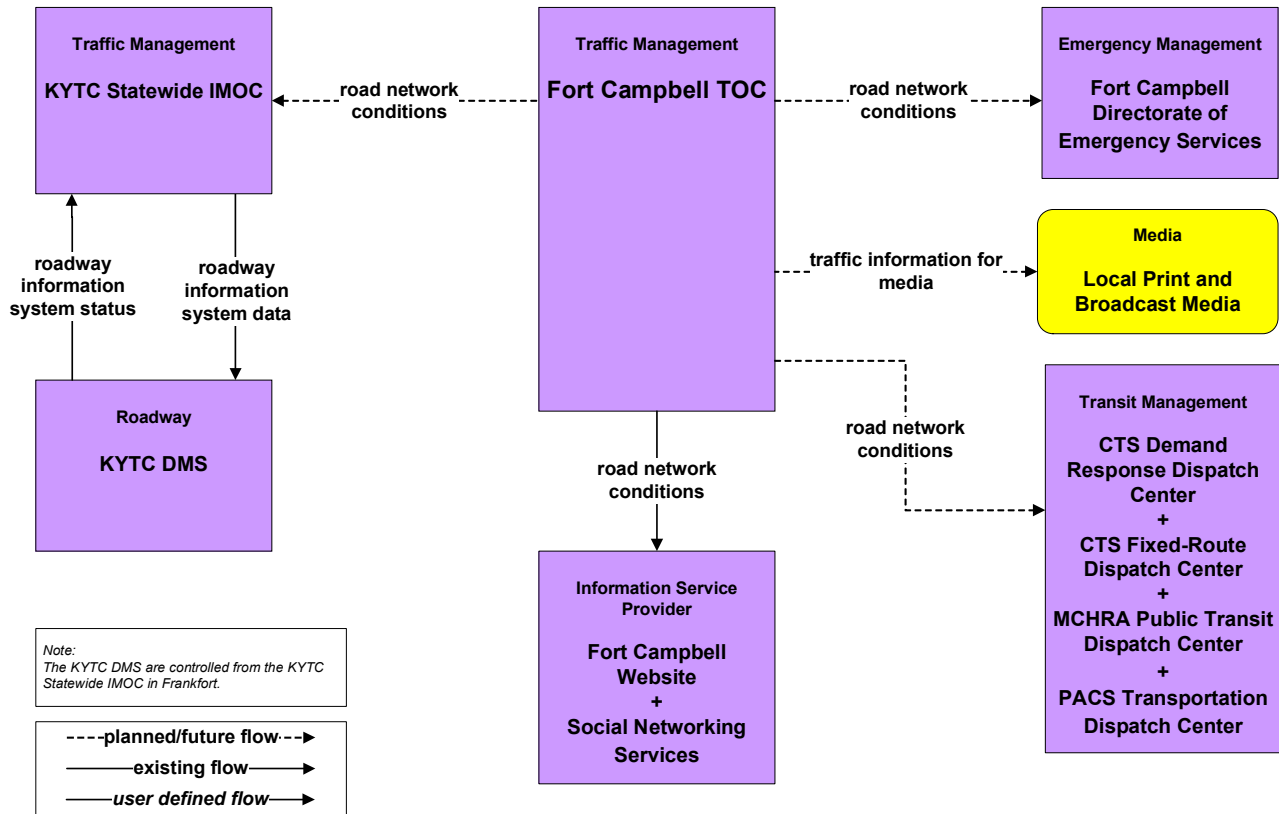 Traffic Management
KYTC Statewide IMOC
road network
conditions
Traffic Management
Fort Campbell TOC
road network
conditions
Emergency Management
Fort Campbell
Directorate of
Emergency Services
traffic information for
media
Media
Local Print and
Broadcast Media
roadway
information
system status
roadway
information
system data
Roadway
KYTC DMS
road network
conditions
road network
conditions
Transit Management
CTS Demand
Response Dispatch
Center
+
CTS Fixed-Route
Dispatch Center
+
MCHRA Public Transit
Dispatch Center
+
PACS Transportation
Dispatch Center
Information Service
Provider
Fort Campbell
Website
+
Social Networking
Services
Note:
The KYTC DMS are controlled from the KYTC
Statewide IMOC in Frankfort.
planned/future flow
existing flow
user defined flow